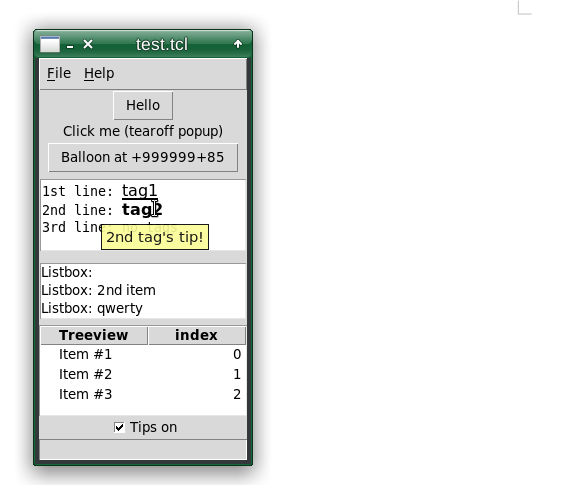 test.tcl
File Help
Hello
Click me (tearoff popup)
Balloon at +999999+85
1st line: tag1
2nd line: tag2
3rd line: no tags
2nd tag's tip!
Listbox:
Listbox: 2nd item
Listbox: qwerty
Treeview index
Item #1 0
Item #2 1
Item #3 2
Tips on